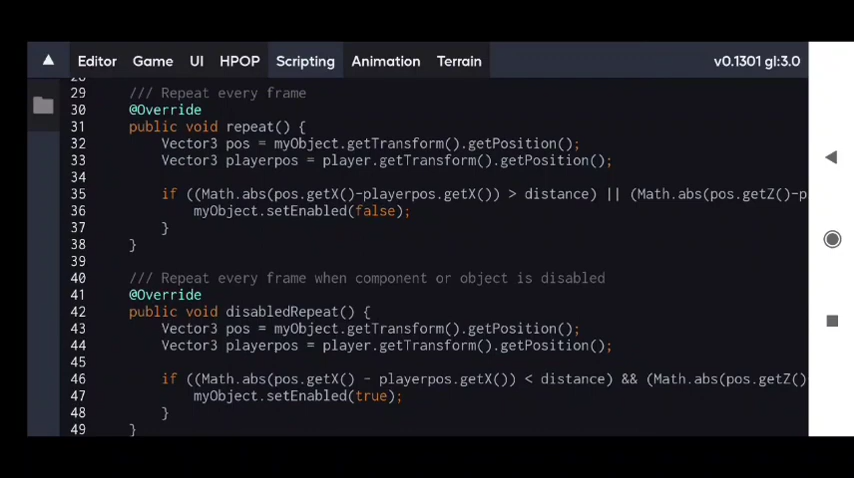 Editor Game UI HPOP Scripting Animation Terrain v0.1301 gl:3.0
28
29 /// Repeat every frame
30 @Override
31 public void repeat() {
32 Vector3 pos = myObject.getTransform().getPosition();
33 Vector3 playerpos = player.getTransform().getPosition();
34
35 if ((Math.abs(pos.getX()-playerpos.getX()) > distance) || (Math.abs(pos.getZ()-p
36 myObject.setEnabled(false);
37 }
38 }
39
40 /// Repeat every frame when component or object is disabled
41 @Override
42 public void disabledRepeat() {
43 Vector3 pos = myObject.getTransform().getPosition();
44 Vector3 playerpos = player.getTransform().getPosition();
45
46 if ((Math.abs(pos.getX() - playerpos.getX()) < distance) && (Math.abs(pos.getZ()
47 myObject.setEnabled(true);
48 }
49 }